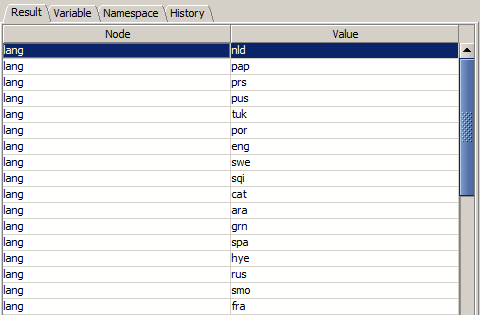 Result Variable Namespace History
Node Value
lang nld
lang pap
lang prs
lang pus
lang tuk
lang por
lang eng
lang swe
lang sqi
lang cat
lang ara
lang grn
lang spa
lang hye
lang rus
lang smo
lang fra